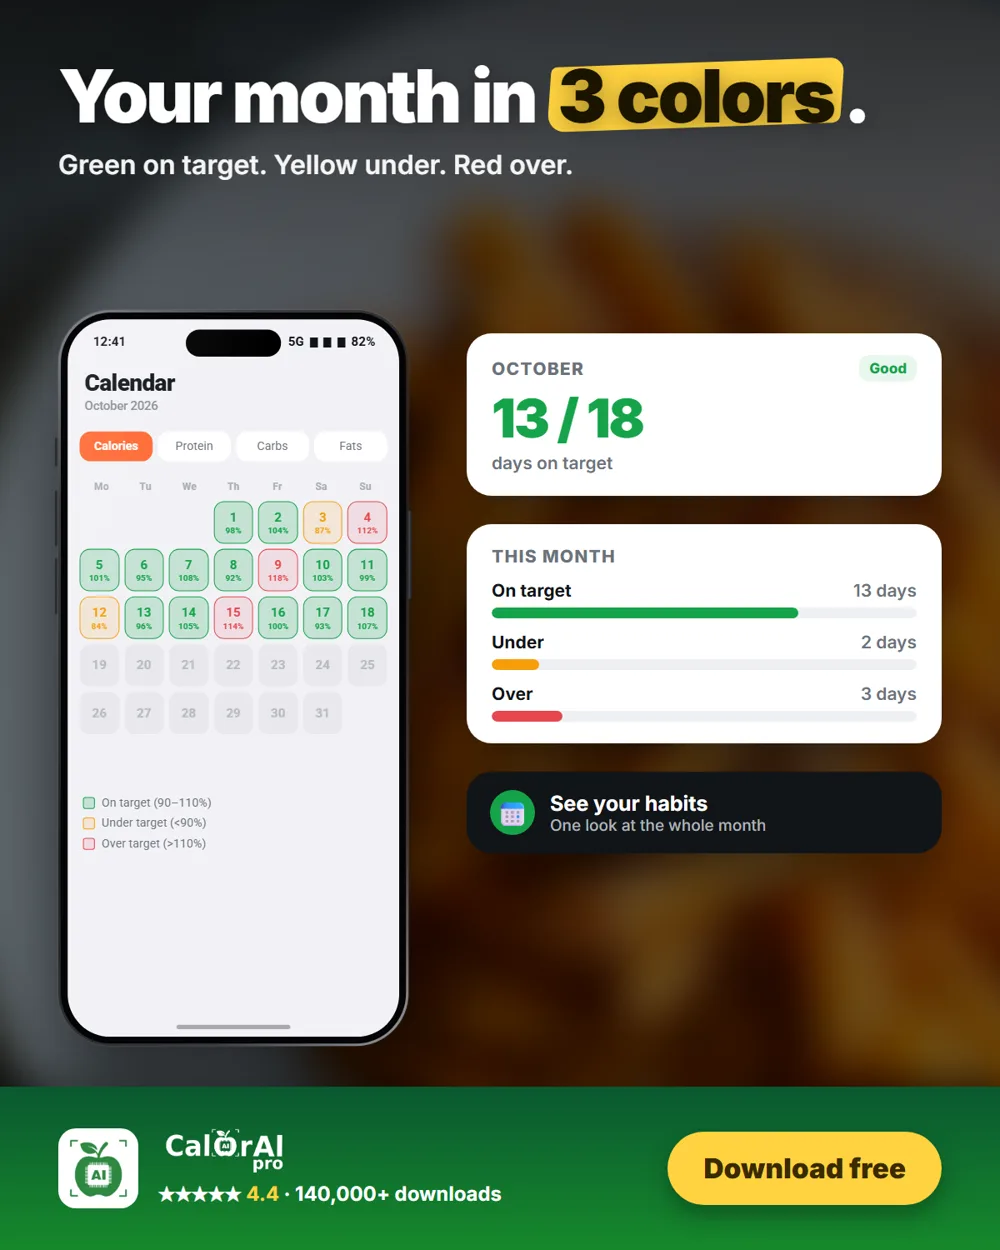 Your month in 3 colors.
Green on target. Yellow under. Red over.
12:41 5G 82%
Calendar
October 2026
Calories Protein Carbs Fats
Mo Tu We Th Fr Sa Su
1 2 3 4
98% 104% 87% 112%
5 6 7 8 9 10 11
101% 95% 108% 92% 118% 103% 99%
12 13 14 15 16 17 18
84% 96% 105% 114% 100% 93% 107%
19 20 21 22 23 24 25
26 27 28 29 30 31
On target (90–110%)
Under target (<90%)
Over target (>110%)
OCTOBER Good
13 / 18
days on target
THIS MONTH
On target 13 days
Under 2 days
Over 3 days
See your habits
One look at the whole month
AI
CalorAI
pro
★★★★★ 4.4 · 140,000+ downloads
Download free